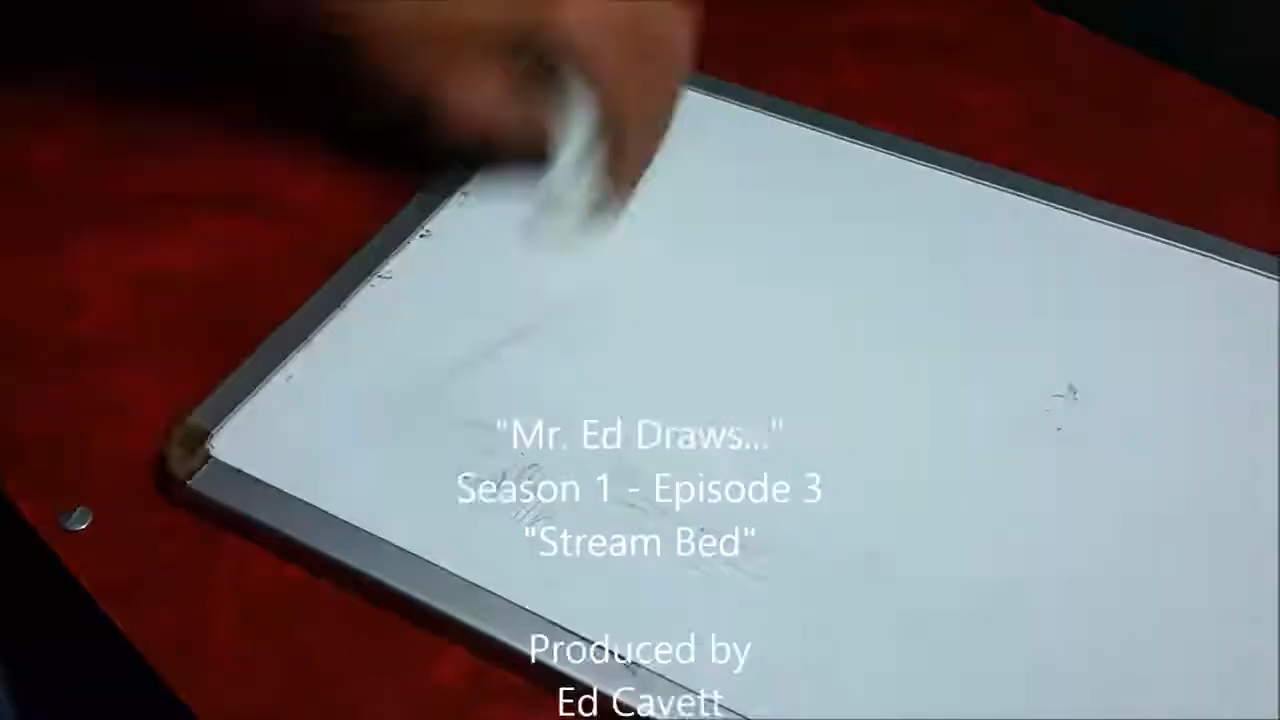 "Mr. Ed Draws..."
Season 1 - Episode 3
"Stream Bed"
Produced by
Ed Cavett